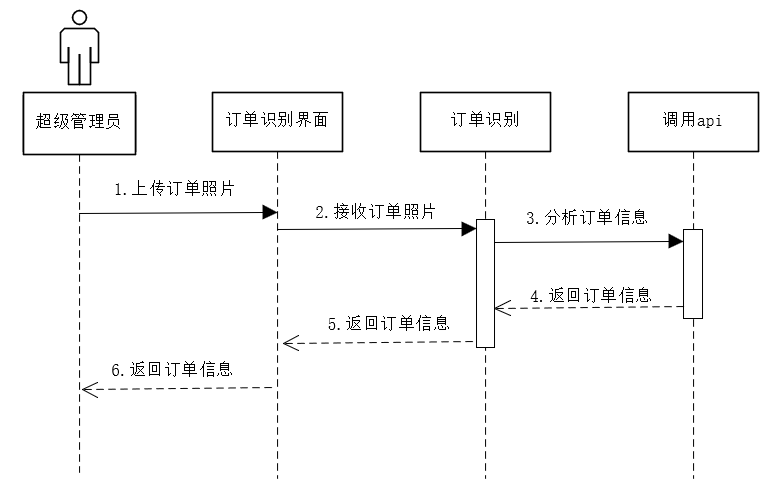 超级管理员
订单识别界面
订单识别
调用api
1.上传订单照片
2.接收订单照片
3.分析订单信息
4.返回订单信息
5.返回订单信息
6.返回订单信息